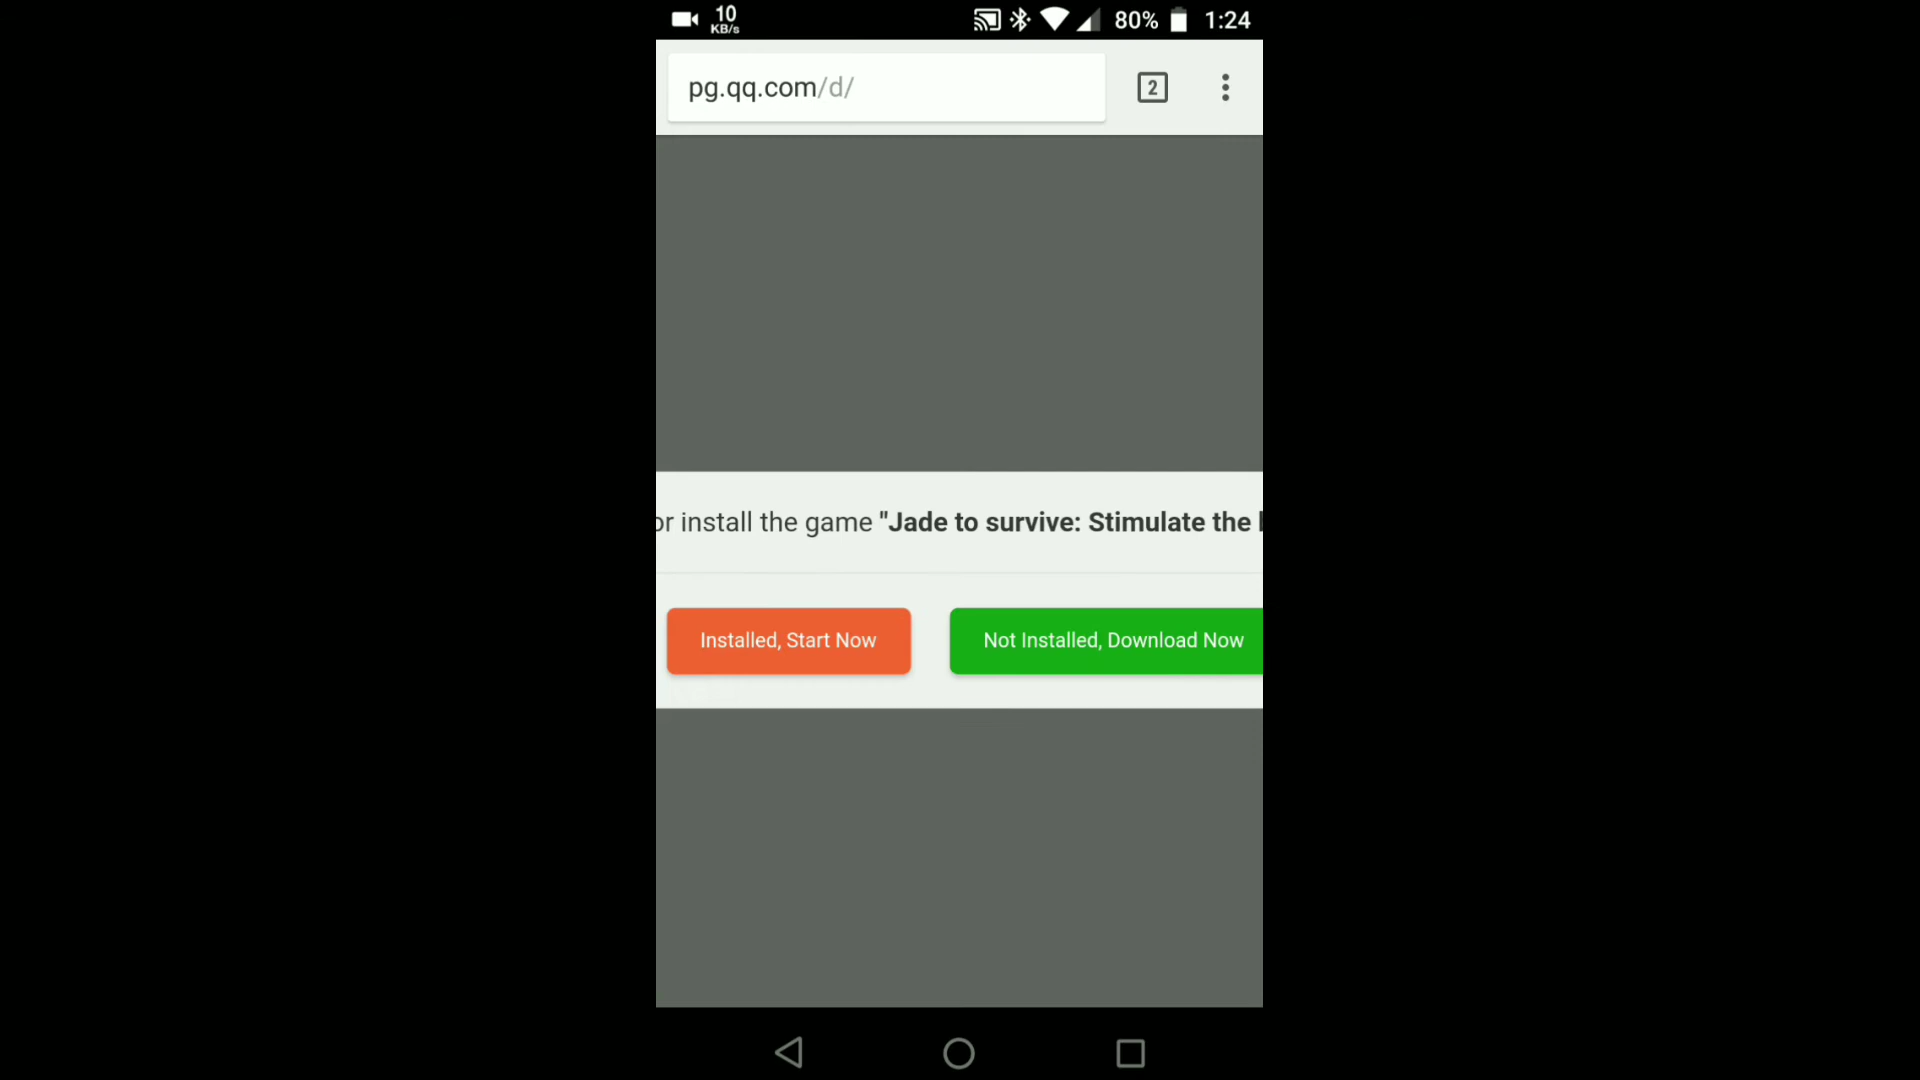 10
KB/s
80%
1:24
pg.qq.com/d/
2
or install the game "Jade to survive: Stimulate the
Installed, Start Now
Not Installed, Download Now